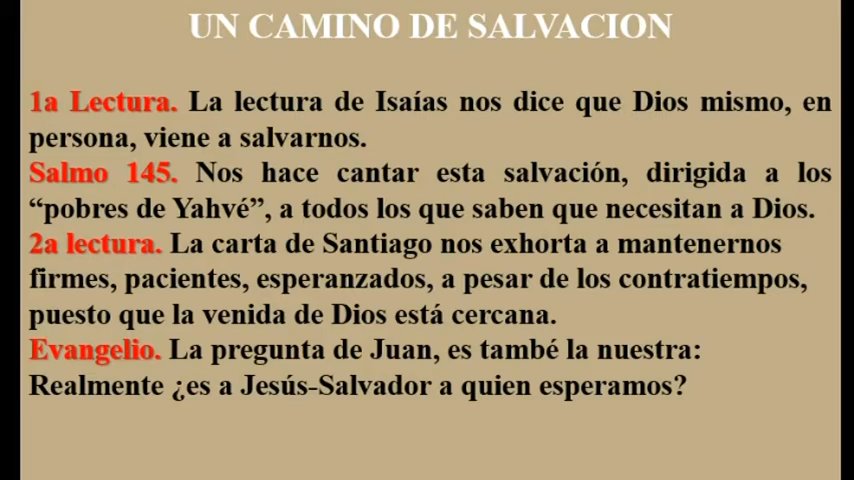 UN CAMINO DE SALVACION
1a Lectura. La lectura de Isaías nos dice que Dios mismo, en
persona, viene a salvarnos.
Salmo 145. Nos hace cantar esta salvación, dirigida a los
“pobres de Yahvé”, a todos los que saben que necesitan a Dios.
2a lectura. La carta de Santiago nos exhorta a mantenernos
firmes, pacientes, esperanzados, a pesar de los contratiempos,
puesto que la venida de Dios está cercana.
Evangelio. La pregunta de Juan, es també la nuestra:
Realmente ¿es a Jesús-Salvador a quien esperamos?